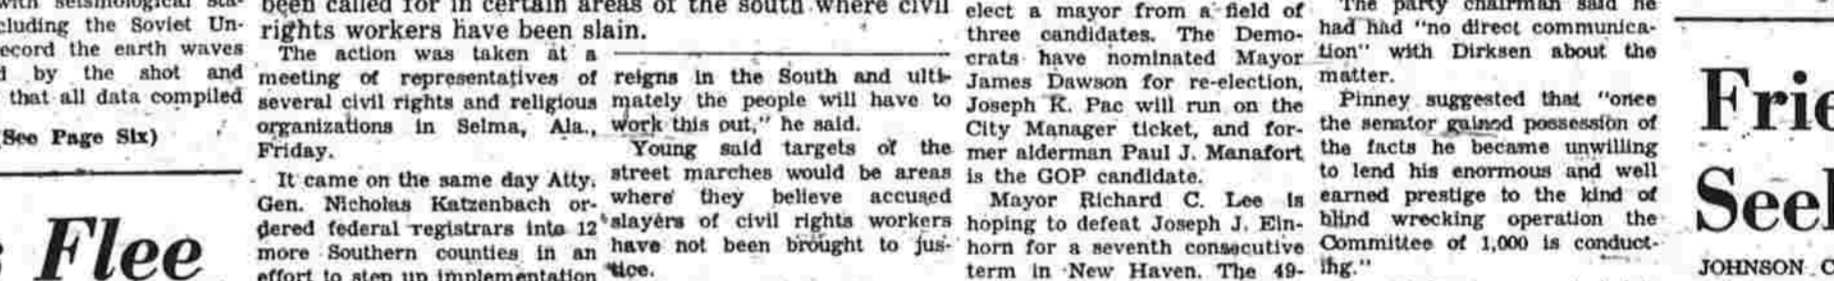 cluding the Soviet Un-
ecord the earth waves
by the shot and
that all data compiled
(See Page Six)
Flee
been called for in certain areas of the south where civil
rights workers have been slain.
The action was taken at a
meeting of representatives of
several civil rights and religious
organizations in Selma, Ala.,
Friday.
It came on the same day Atty.
Gen. Nicholas Katzenbach or-
dered federal registrars into 12
more Southern counties in an
effort to step up implementation
reigns in the South and ulti-
mately the people will have to
work this out," he said.
Young said targets of the
street marches would be areas
where they believe accused
slayers of civil rights workers
have not been brought to jus-
tice.
elect a mayor from a field of
three candidates. The Demo-
crats have nominated Mayor
James Dawson for re-election,
Joseph K. Pac will run on the
City Manager ticket, and for-
mer alderman Paul J. Manafort
is the GOP candidate.
Mayor Richard C. Lee is
hoping to defeat Joseph J. Ein-
horn for a seventh consecutive
term in New Haven. The 49-
The party chairman said he
had had "no direct communica-
tion" with Dirksen about the
matter.
Pinney suggested that "once
the senator gained possession of
the facts he became unwilling
to lend his enormous and well
earned prestige to the kind of
blind wrecking operation the
Committee of 1,000 is conduct-
ing."
Frie
Seel
JOHNSON C